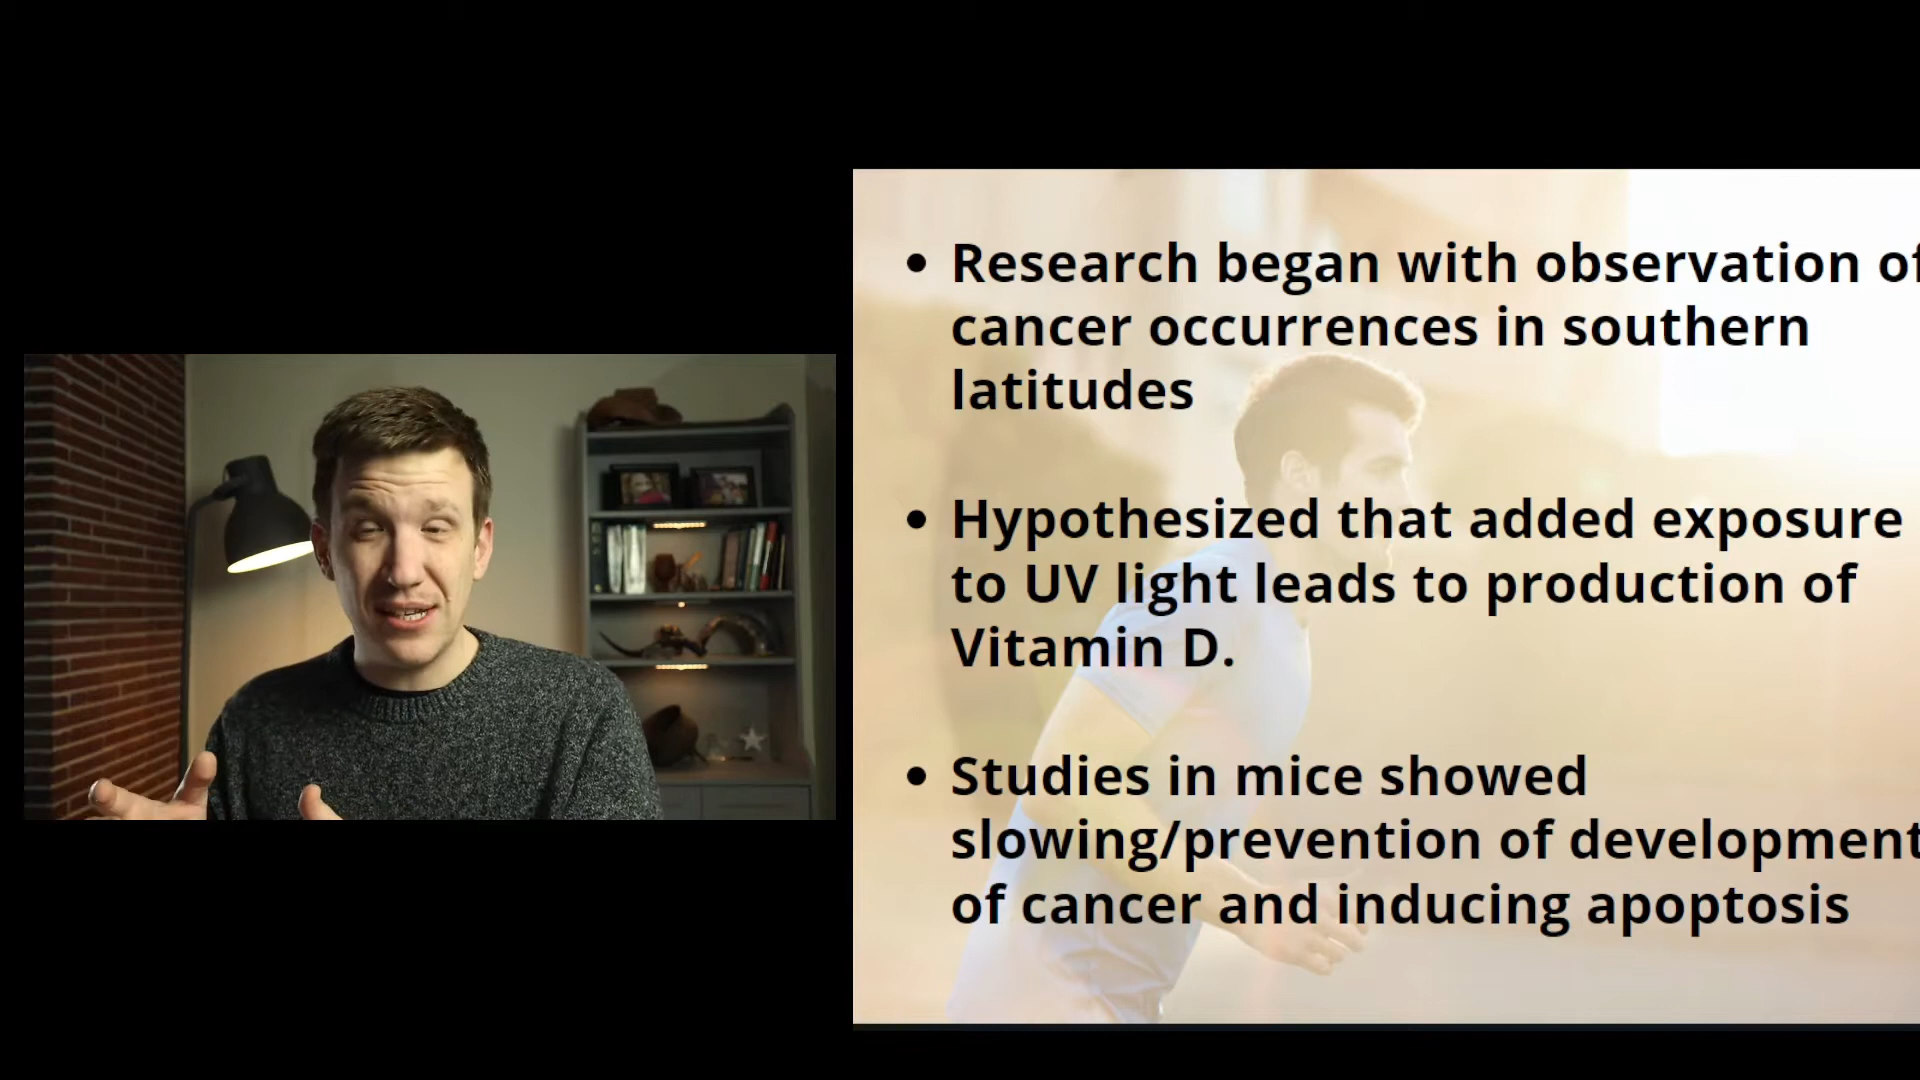 Research began with observation of
cancer occurrences in southern
latitudes
Hypothesized that added exposure
to UV light leads to production of
Vitamin D.
Studies in mice showed
slowing/prevention of development
of cancer and inducing apoptosis